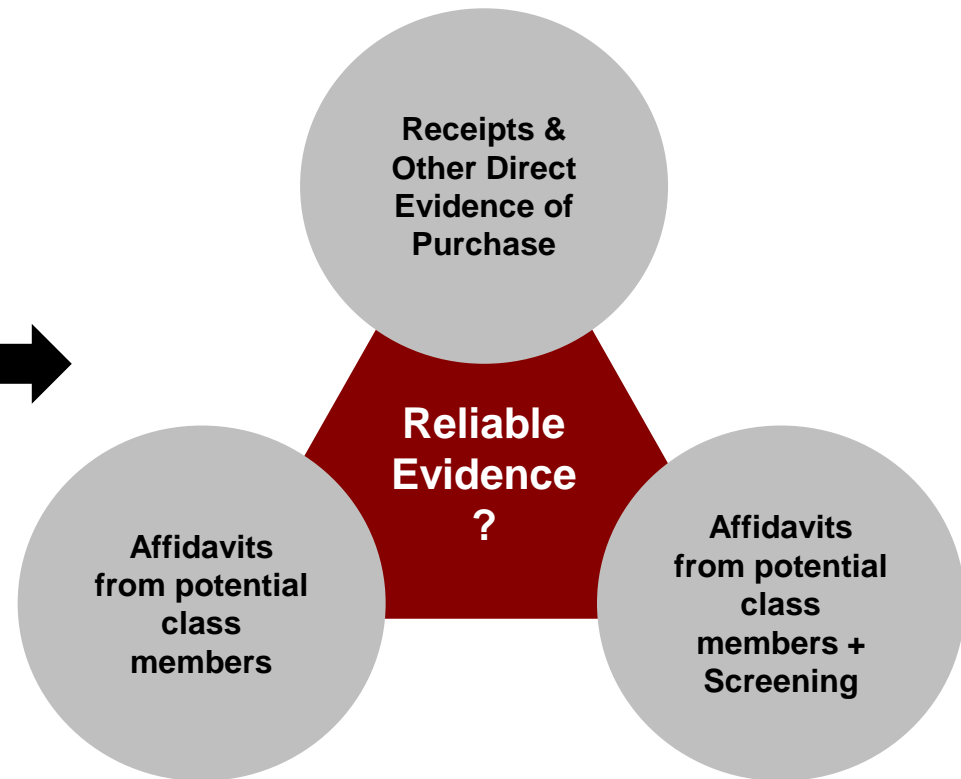 Receipts &
Other Direct
Evidence of
Purchase
Reliable
Evidence
?
Affidavits
from potential
class
members
Affidavits
from potential
class
members +
Screening